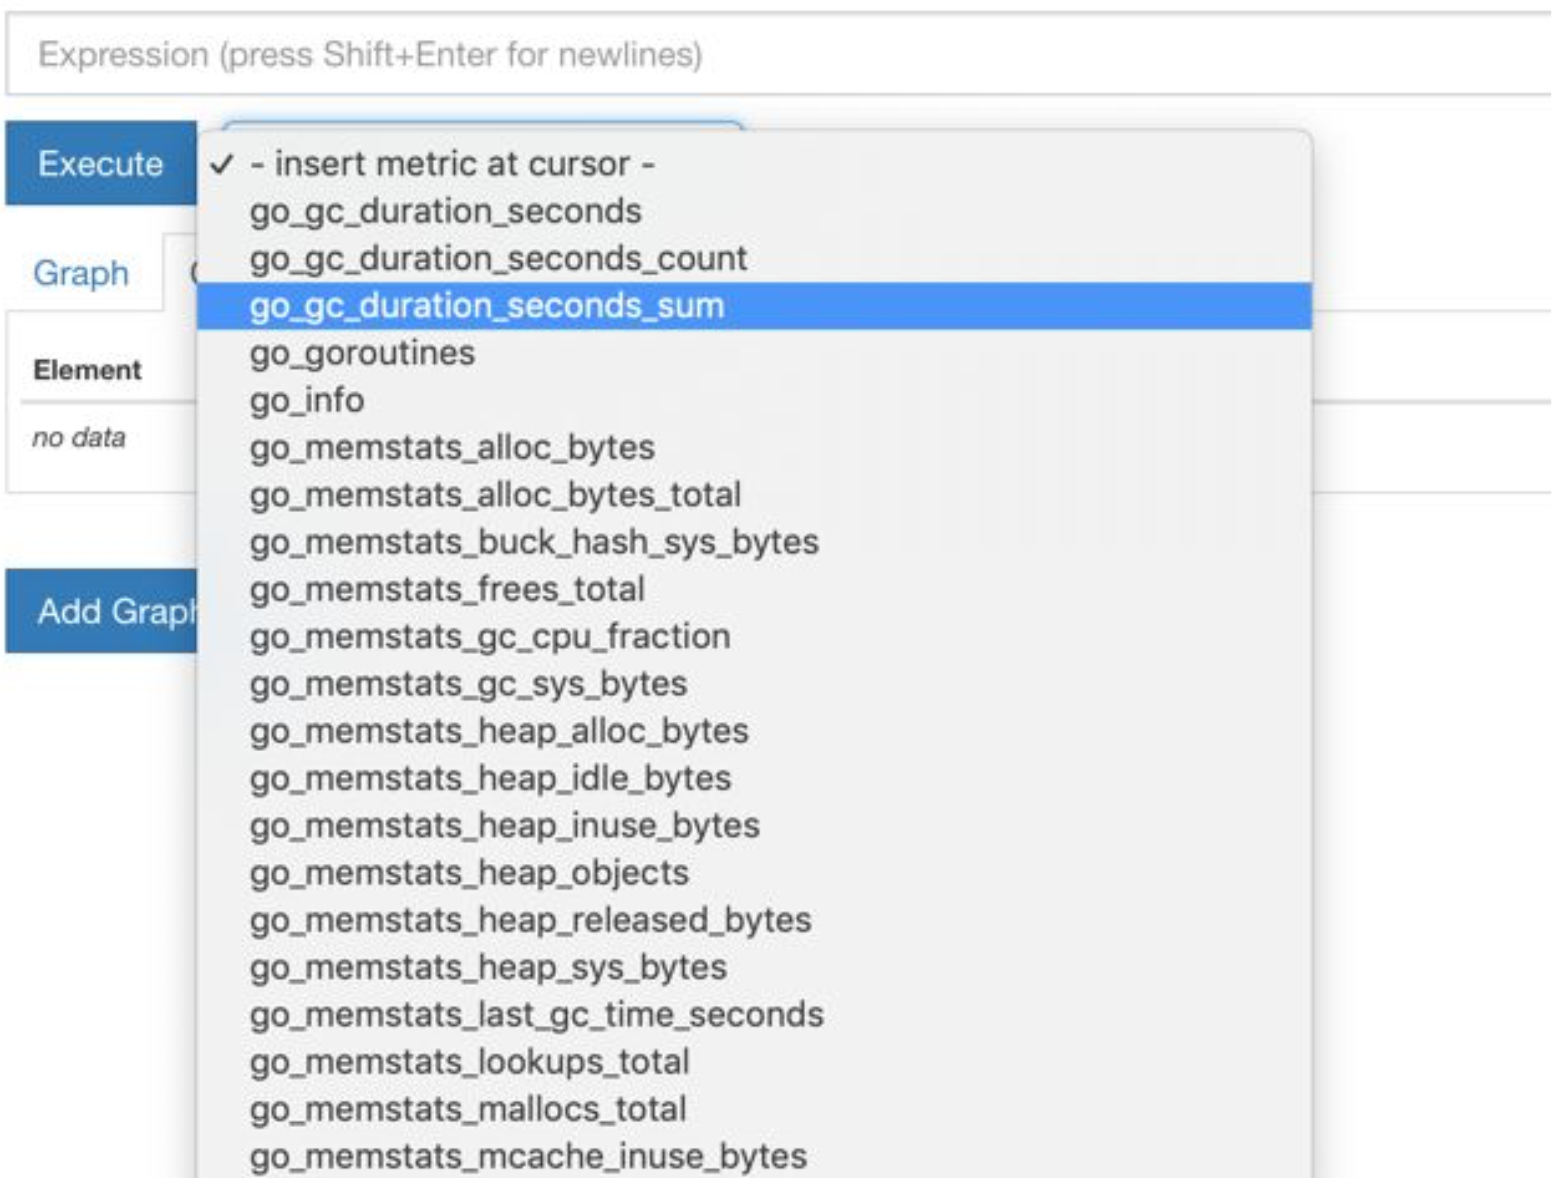 Expression (press Shift+Enter for newlines)
Execute
✓ - insert metric at cursor -
go_gc_duration_seconds
go_gc_duration_seconds_count
go_gc_duration_seconds_sum
go_goroutines
go_info
go_memstats_alloc_bytes
go_memstats_alloc_bytes_total
go_memstats_buck_hash_sys_bytes
go_memstats_frees_total
go_memstats_gc_cpu_fraction
go_memstats_gc_sys_bytes
go_memstats_heap_alloc_bytes
go_memstats_heap_idle_bytes
go_memstats_heap_inuse_bytes
go_memstats_heap_objects
go_memstats_heap_released_bytes
go_memstats_heap_sys_bytes
go_memstats_last_gc_time_seconds
go_memstats_lookups_total
go_memstats_mallocs_total
go_memstats_mcache_inuse_bytes
Graph
Element
no data
Add Graph